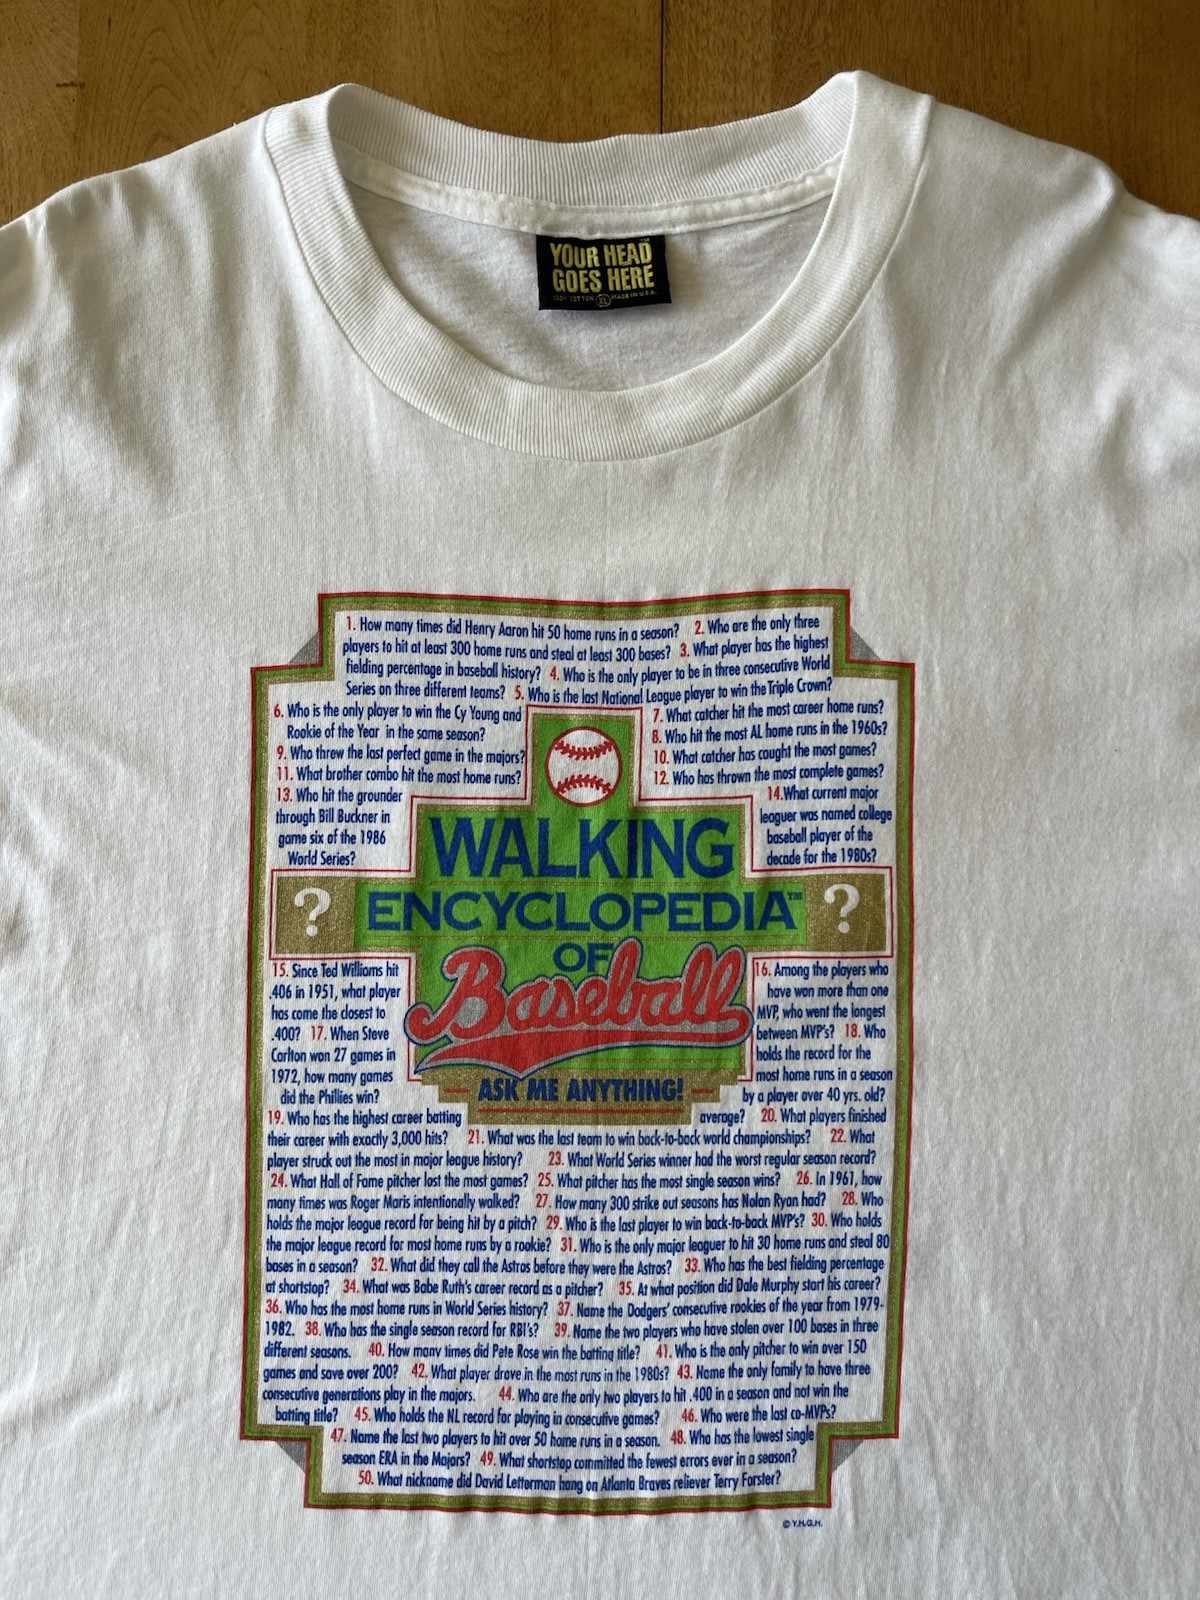 YOUR HEAD
GOES HERE
100% COTTON XL MADE IN U.S.A.
1. How many times did Henry Aaron hit 50 home runs in a season? 2. Who are the only three
players to hit at least 300 home runs and steal at least 300 bases? 3. What player has the highest
fielding percentage in baseball history? 4. Who is the only player to be in three consecutive World
Series on three different teams? 5. Who is the last National League player to win the Triple Crown?
6. Who is the only player to win the Cy Young and
Rookie of the Year in the same season?
7. What catcher hit the most career home runs?
8. Who hit the most AL home runs in the 1960s?
9. Who threw the last perfect game in the majors?
10. What catcher has caught the most games?
11. What brother combo hit the most home runs?
12. Who has thrown the most complete games?
13. Who hit the grounder
through Bill Buckner in
game six of the 1986
World Series?
14.What current major
leaguer was named college
baseball player of the
decade for the 1980s?
WALKING
? ENCYCLOPEDIA™ ?
OF
Baseball
ASK ME ANYTHING!
15. Since Ted Williams hit
.406 in 1951, what player
has come the closest to
.400? 17. When Steve
Carlton won 27 games in
1972, how many games
did the Phillies win?
16. Among the players who
have won more than one
MVP, who went the longest
between MVP's? 18. Who
holds the record for the
most home runs in a season
by a player over 40 yrs. old?
19. Who has the highest career batting average? 20. What players finished
their career with exactly 3,000 hits? 21. What was the last team to win back-to-back world championships? 22. What
player struck out the most in major league history? 23. What World Series winner had the worst regular season record?
24. What Hall of Fame pitcher lost the most games? 25. What pitcher has the most single season wins? 26. In 1961, how
many times was Roger Maris intentionally walked? 27. How many 300 strike out seasons has Nolan Ryan had? 28. Who
holds the major league record for being hit by a pitch? 29. Who is the last player to win back-to-back MVP's? 30. Who holds
the major league record for most home runs by a rookie? 31. Who is the only major leaguer to hit 30 home runs and steal 80
bases in a season? 32. What did they call the Astros before they were the Astros? 33. Who has the best fielding percentage
at shortstop? 34. What was Babe Ruth's career record as a pitcher? 35. At what position did Dale Murphy start his career?
36. Who has the most home runs in World Series history? 37. Name the Dodgers' consecutive rookies of the year from 1979-
1982. 38. Who has the single season record for RBI's? 39. Name the two players who have stolen over 100 bases in three
different seasons. 40. How many times did Pete Rose win the batting title? 41. Who is the only pitcher to win over 150
games and save over 200? 42. What player drove in the most runs in the 1980s? 43. Name the only family to have three
consecutive generations play in the majors. 44. Who are the only two players to hit .400 in a season and not win the
batting title? 45. Who holds the NL record for playing in consecutive games? 46. Who were the last co-MVPs?
47. Name the last two players to hit over 50 home runs in a season. 48. Who has the lowest single
season ERA in the Majors? 49. What shortstop committed the fewest errors ever in a season?
50. What nickname did David Letterman hang on Atlanta Braves reliever Terry Forster?
© Y.H.G.H.